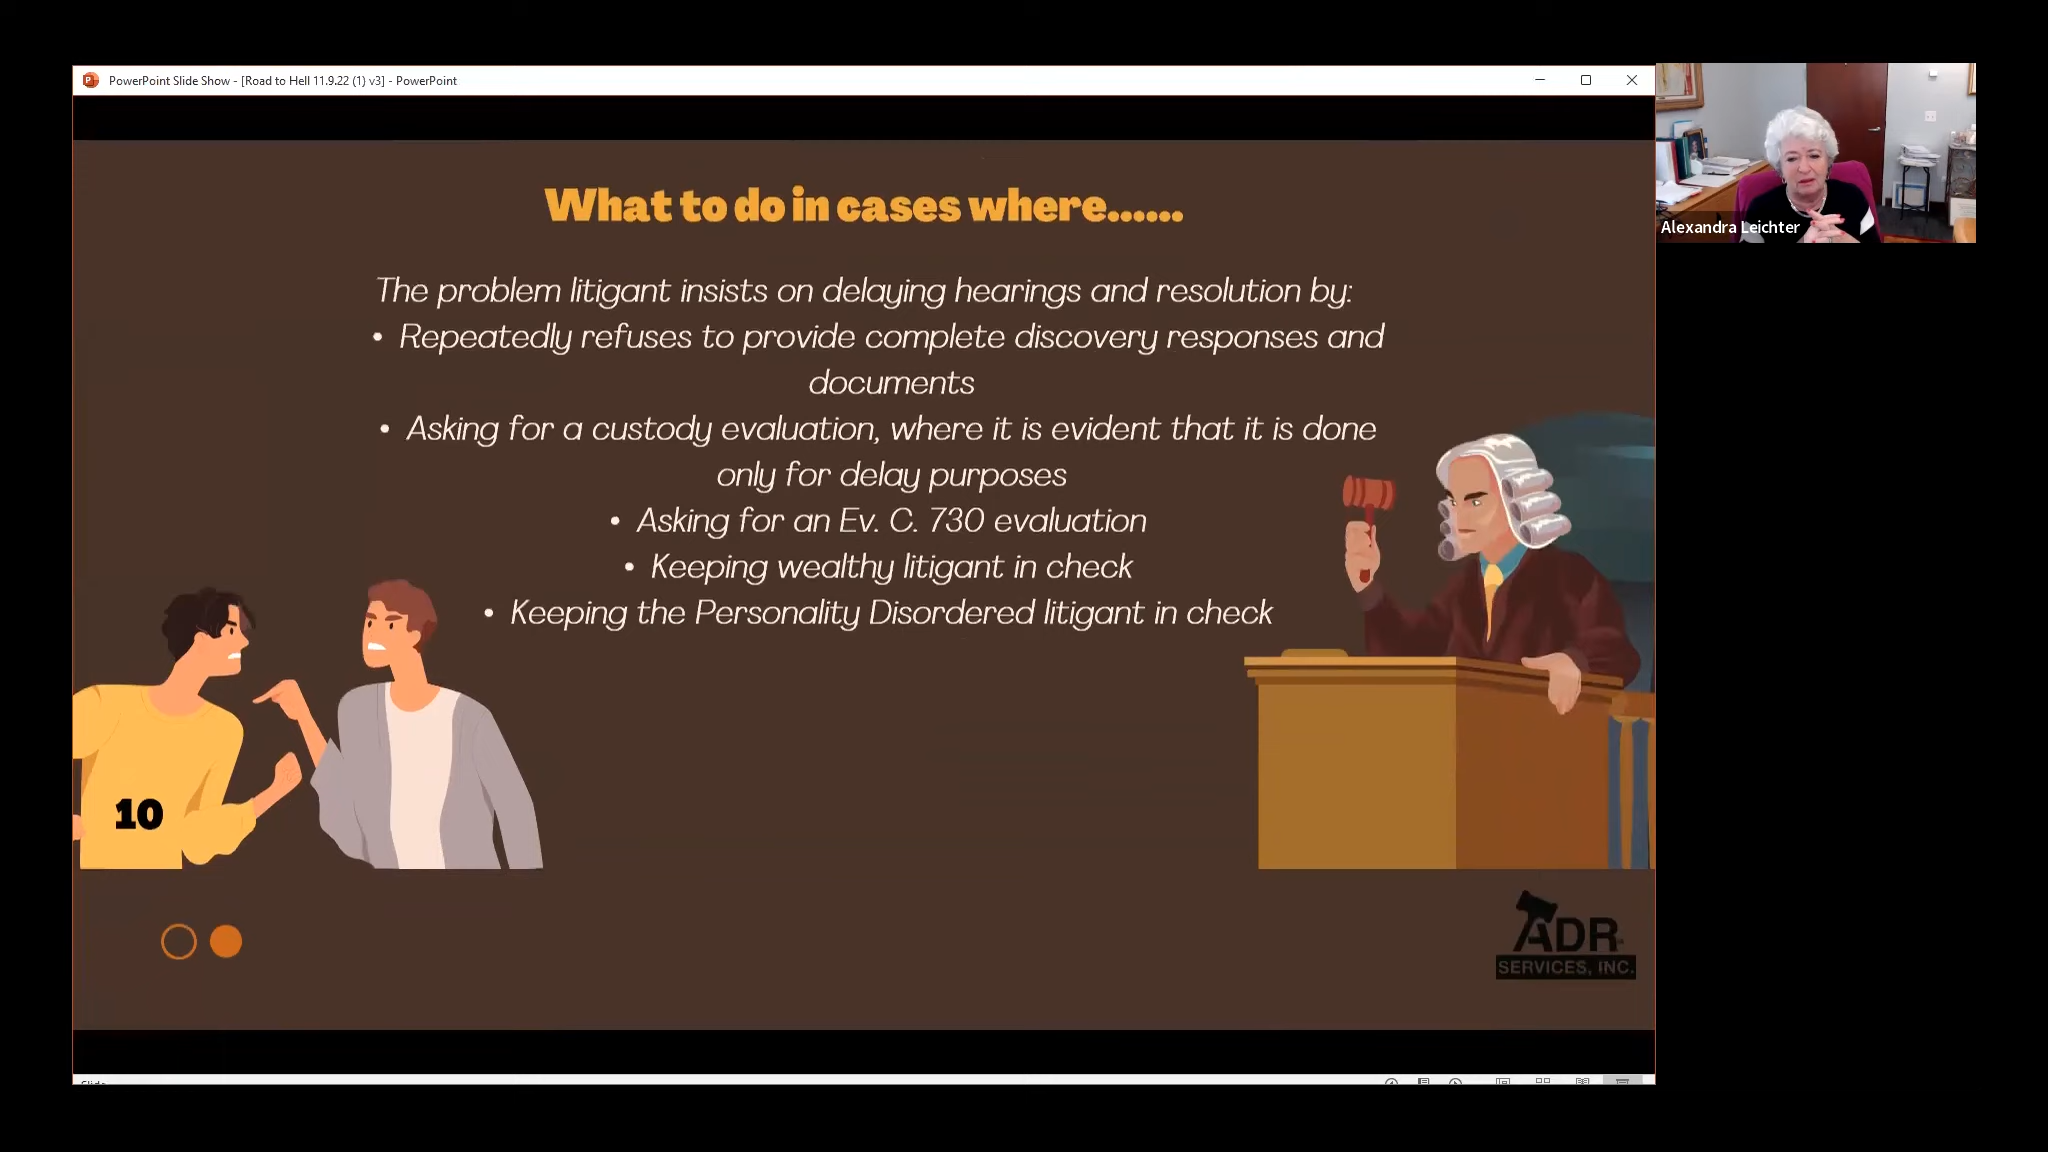 PowerPoint Slide Show - [Road to Hell 11.9.22 (1) v3] - PowerPoint
Alexandra Leichter
What to do in cases where......
The problem litigant insists on delaying hearings and resolution by:
• Repeatedly refuses to provide complete discovery responses and
documents
• Asking for a custody evaluation, where it is evident that it is done
only for delay purposes
• Asking for an Ev. C. 730 evaluation
• Keeping wealthy litigant in check
• Keeping the Personality Disordered litigant in check
10
ADR
SERVICES, INC.